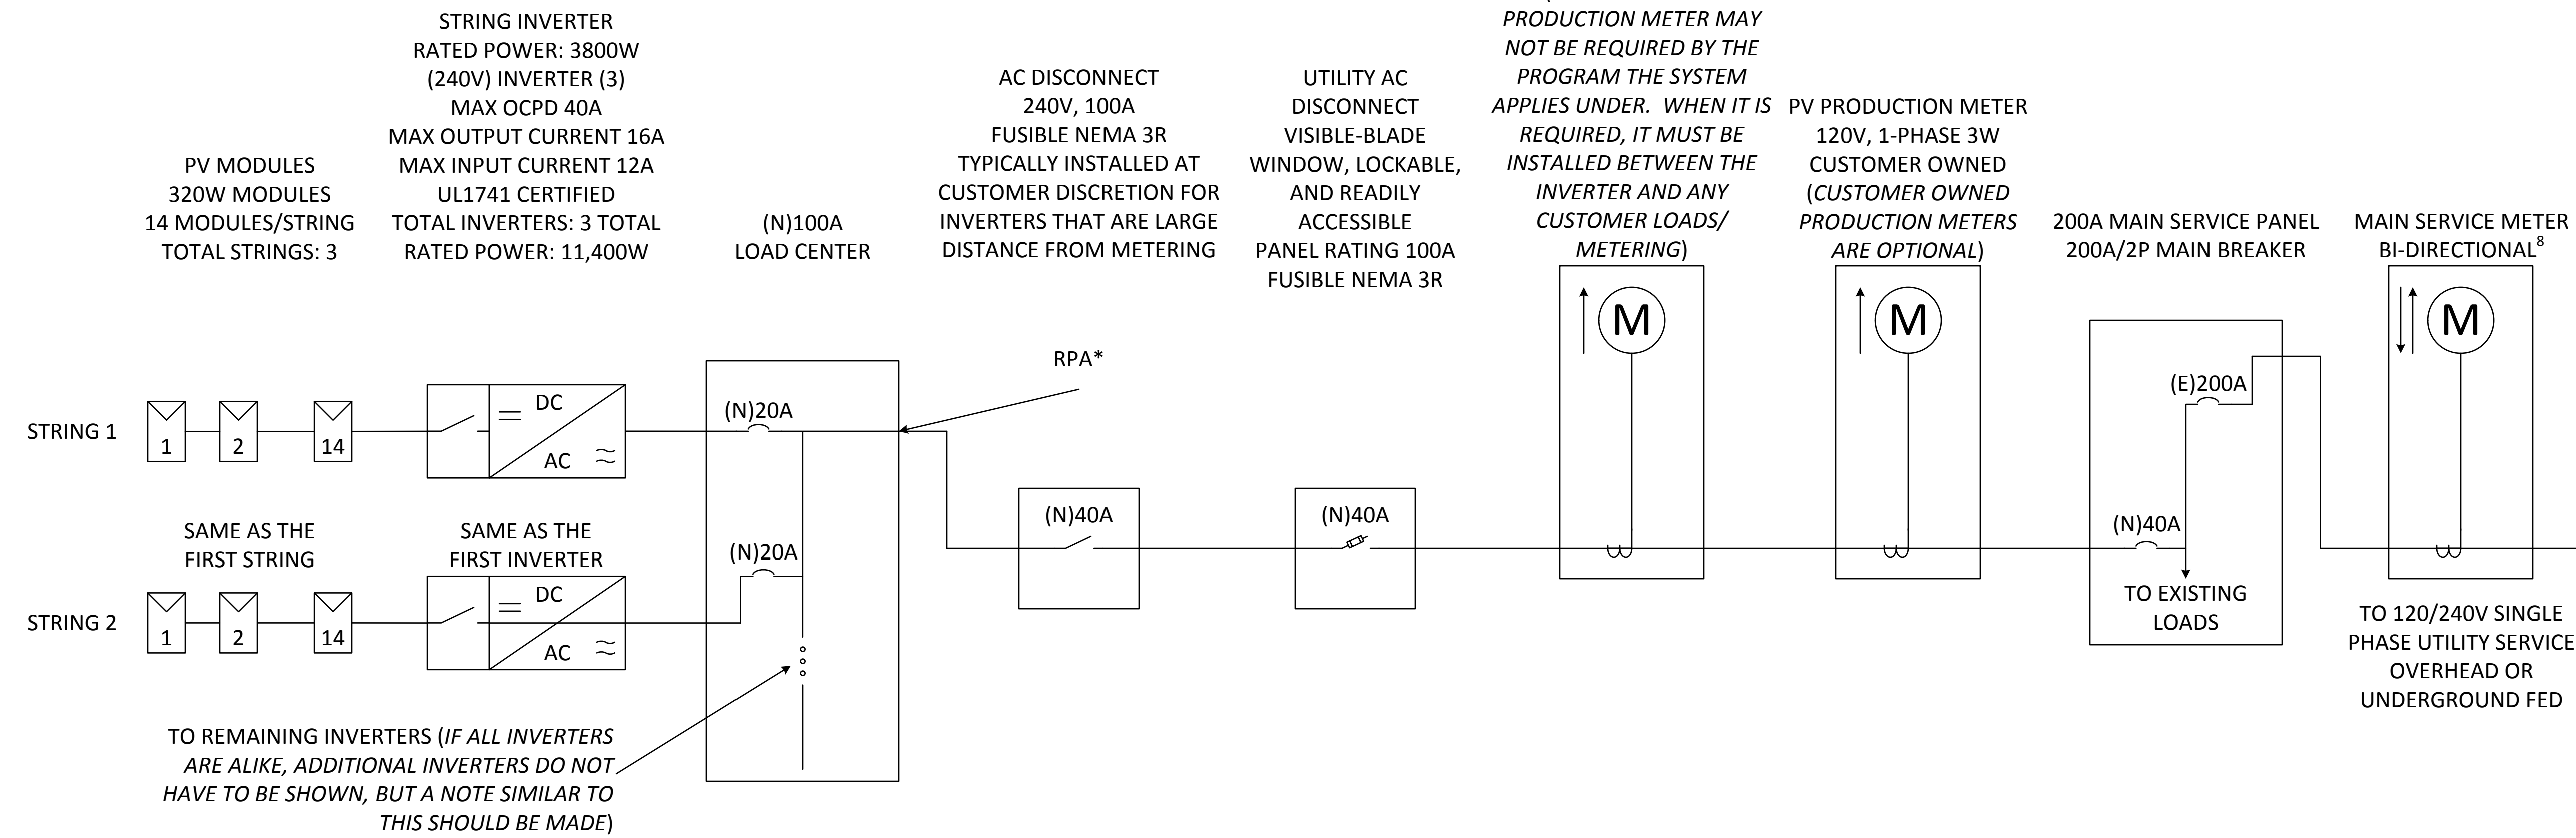 PV MODULES
320W MODULES
14 MODULES/STRING
TOTAL STRINGS: 3
STRING INVERTER
RATED POWER: 3800W
(240V) INVERTER (3)
MAX OCPD 40A
MAX OUTPUT CURRENT 16A
MAX INPUT CURRENT 12A
UL1741 CERTIFIED
TOTAL INVERTERS: 3 TOTAL
RATED POWER: 11,400W
(N)100A
LOAD CENTER
AC DISCONNECT
240V, 100A
FUSIBLE NEMA 3R
TYPICALLY INSTALLED AT
CUSTOMER DISCRETION FOR
INVERTERS THAT ARE LARGE
DISTANCE FROM METERING
UTILITY AC
DISCONNECT
VISIBLE-BLADE
WINDOW, LOCKABLE,
AND READILY
ACCESSIBLE
PANEL RATING 100A
FUSIBLE NEMA 3R
PRODUCTION METER MAY
NOT BE REQUIRED BY THE
PROGRAM THE SYSTEM
APPLIES UNDER. WHEN IT IS
REQUIRED, IT MUST BE
INSTALLED BETWEEN THE
INVERTER AND ANY
CUSTOMER LOADS/
METERING)
PV PRODUCTION METER
120V, 1-PHASE 3W
CUSTOMER OWNED
(CUSTOMER OWNED
PRODUCTION METERS
ARE OPTIONAL)
200A MAIN SERVICE PANEL
200A/2P MAIN BREAKER
MAIN SERVICE METER
BI-DIRECTIONAL8
M
M
M
RPA*
STRING 1
1
2
14
DC
AC
(N)20A
(E)200A
(N)40A
(N)40A
(N)40A
TO EXISTING
LOADS
SAME AS THE
FIRST STRING
SAME AS THE
FIRST INVERTER
(N)20A
STRING 2
1
2
14
DC
AC
TO 120/240V SINGLE
PHASE UTILITY SERVICE
OVERHEAD OR
UNDERGROUND FED
TO REMAINING INVERTERS (IF ALL INVERTERS
ARE ALIKE, ADDITIONAL INVERTERS DO NOT
HAVE TO BE SHOWN, BUT A NOTE SIMILAR TO
THIS SHOULD BE MADE)